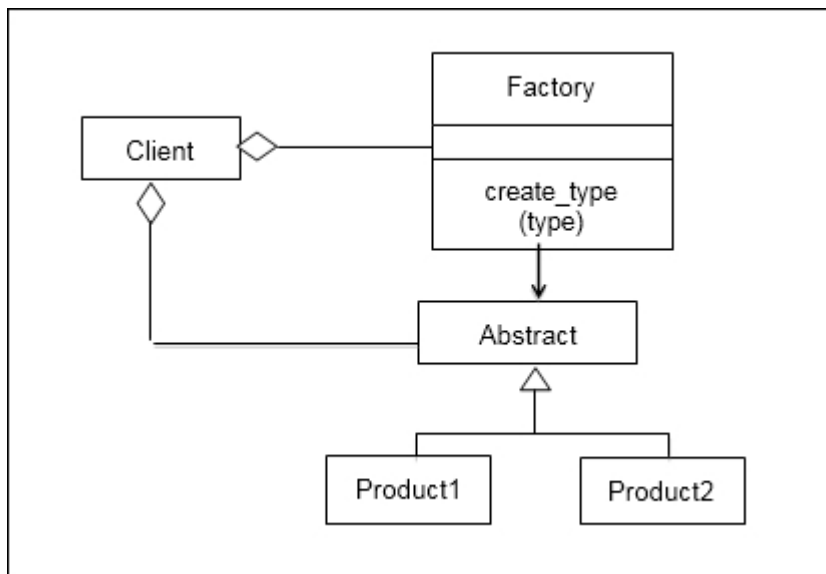 Factory
Client
create_type
(type)
Abstract
Product1
Product2